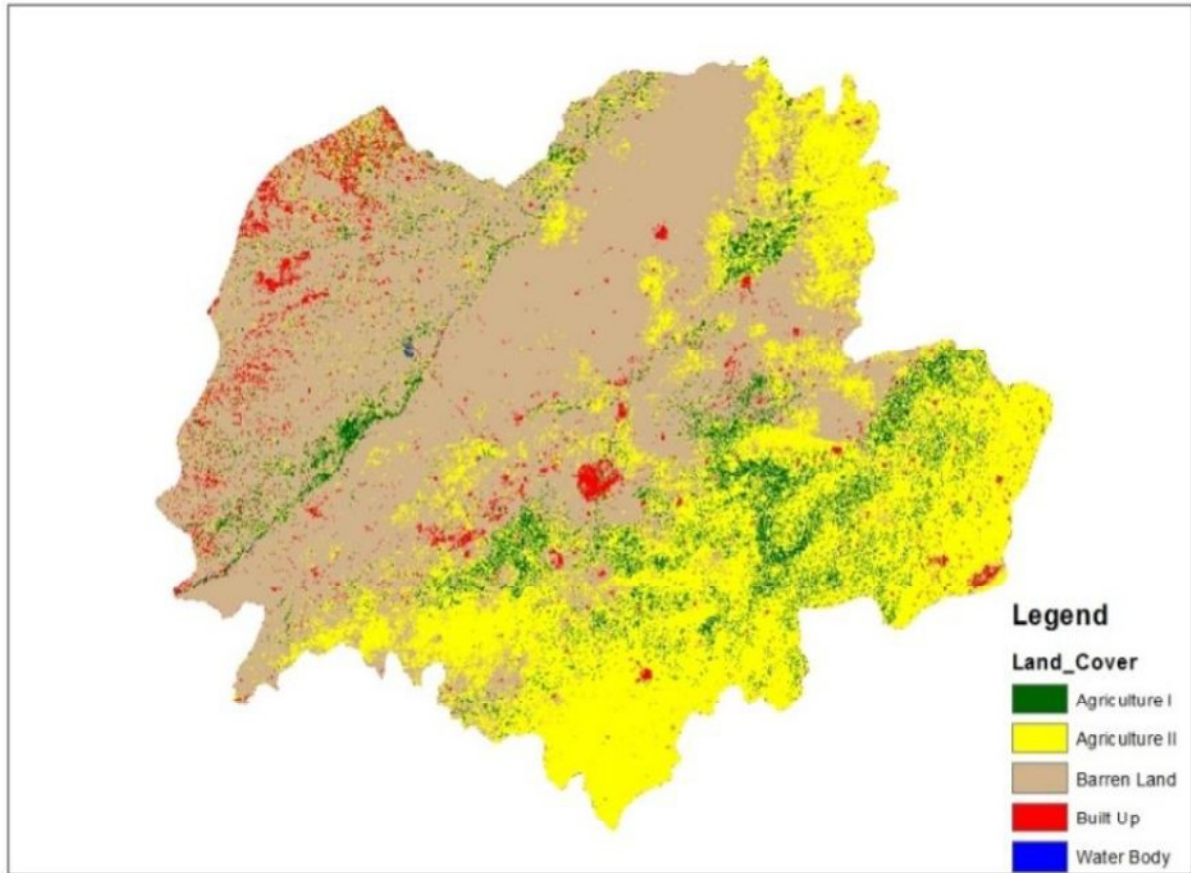 Legend
Land_Cover
Agriculture I
Agriculture II
Barren Land
Built Up
Water Body